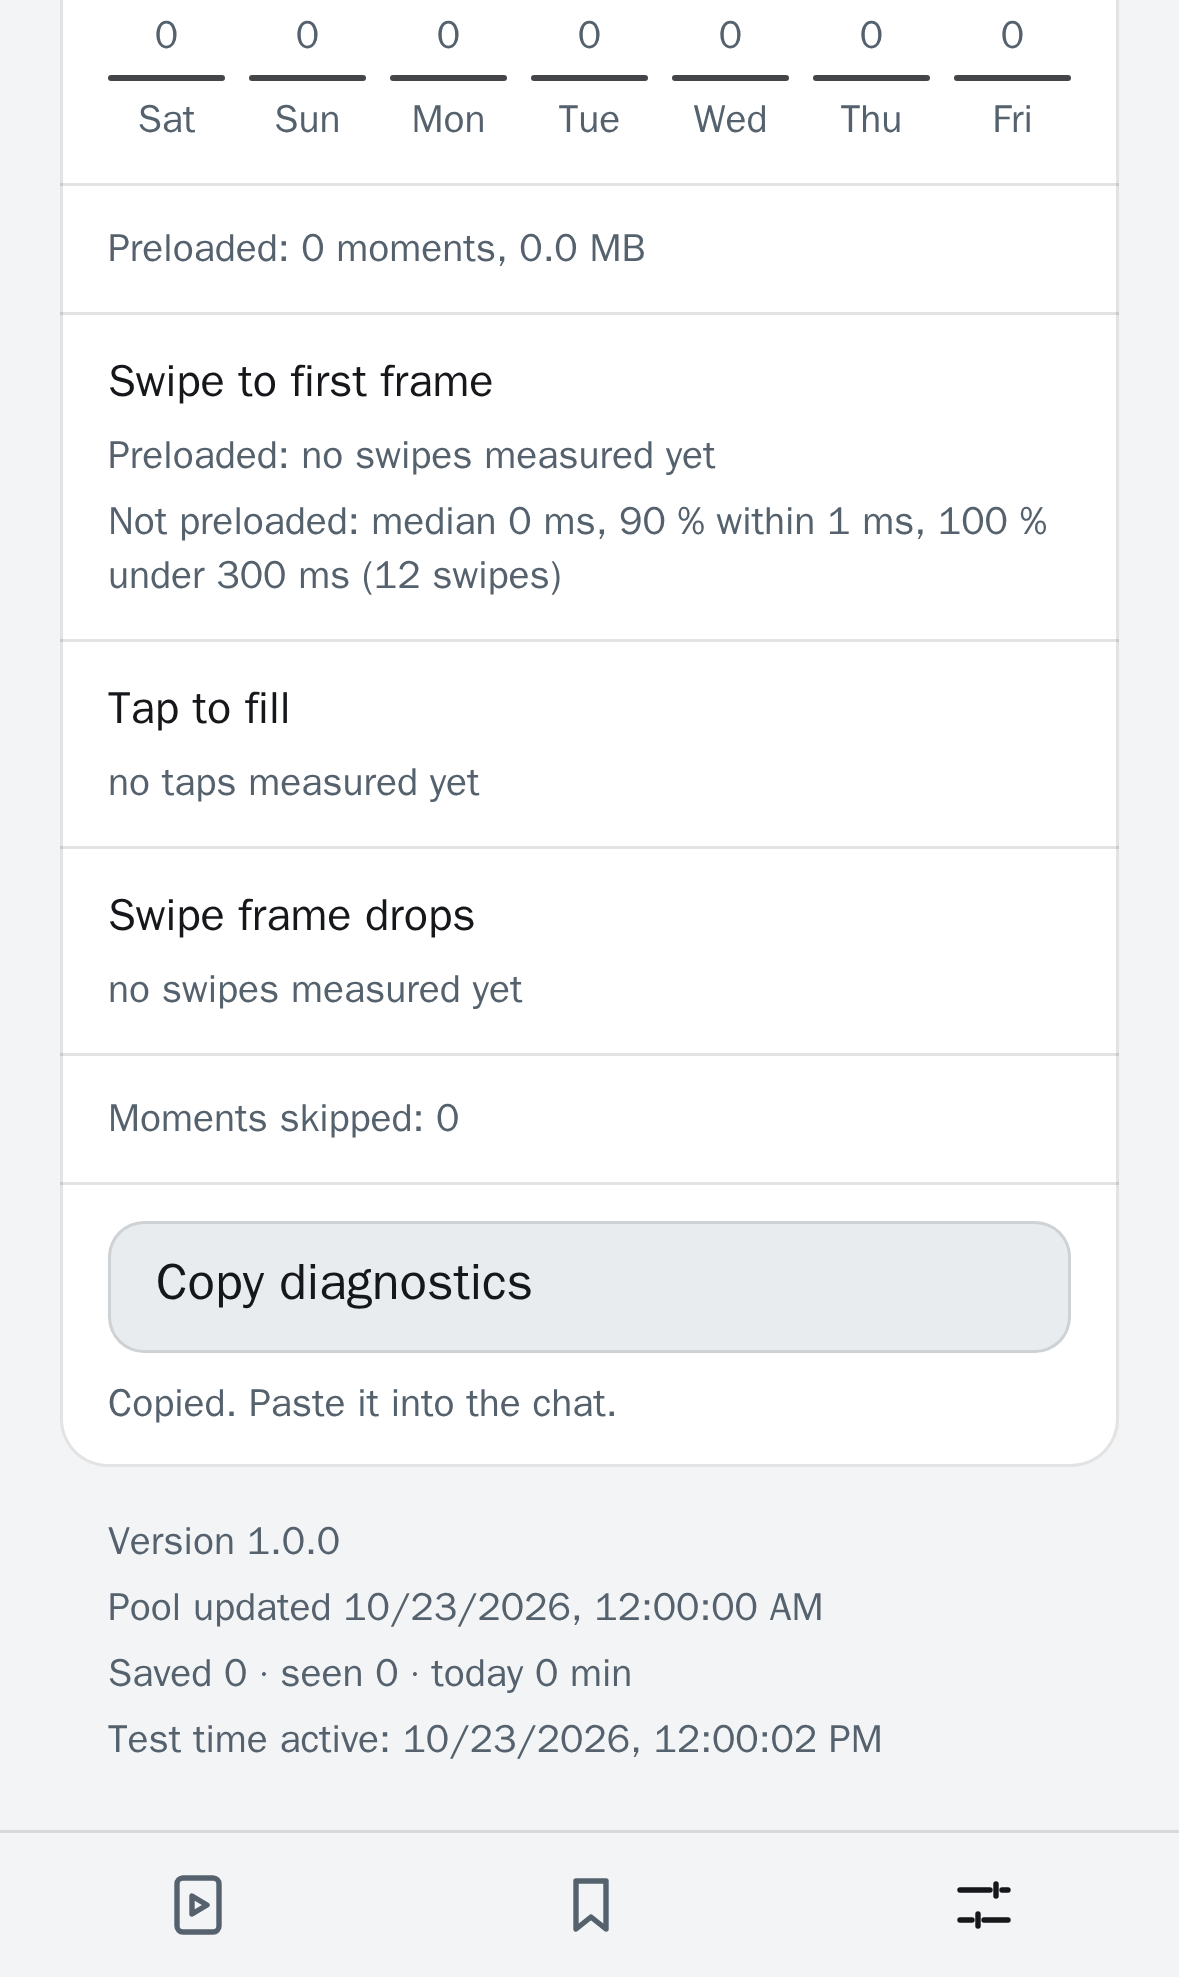 0 0 0 0 0 0 0
Sat Sun Mon Tue Wed Thu Fri
Preloaded: 0 moments, 0.0 MB
Swipe to first frame
Preloaded: no swipes measured yet
Not preloaded: median 0 ms, 90 % within 1 ms, 100 %
under 300 ms (12 swipes)
Tap to fill
no taps measured yet
Swipe frame drops
no swipes measured yet
Moments skipped: 0
Copy diagnostics
Copied. Paste it into the chat.
Version 1.0.0
Pool updated 10/23/2026, 12:00:00 AM
Saved 0 · seen 0 · today 0 min
Test time active: 10/23/2026, 12:00:02 PM